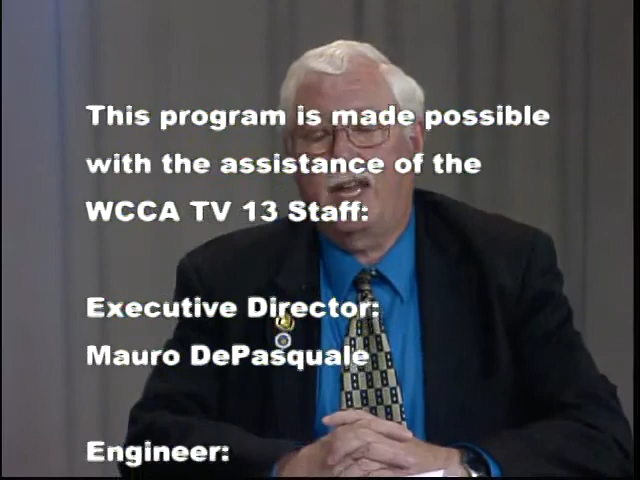 This program is made possible
with the assistance of the
WCCA TV 13 Staff:
Executive Director:
Mauro DePasquale
Engineer: